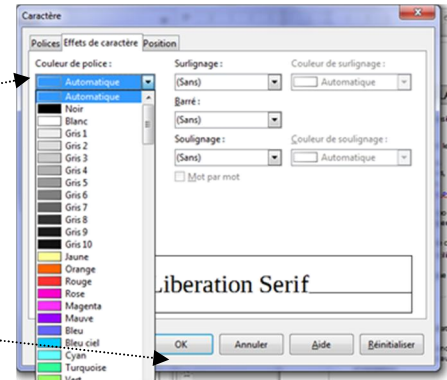 Caractère
Polices Effets de caractère Position
Couleur de police : Surlignage : Couleur de surlignage :
Automatique (Sans) Automatique
Automatique
Noir
Blanc
Gris 1
Gris 2
Gris 3
Gris 4
Gris 5
Gris 6
Gris 7
Gris 8
Gris 9
Gris 10
Jaune
Orange
Rouge
Rose
Magenta
Mauve
Bleu
Bleu ciel
Cyan
Turquoise
Vert
Barré :
(Sans)
Soulignage : Couleur de soulignage :
(Sans) Automatique
Mot par mot
Liberation Serif
OK Annuler Aide Réinitialiser